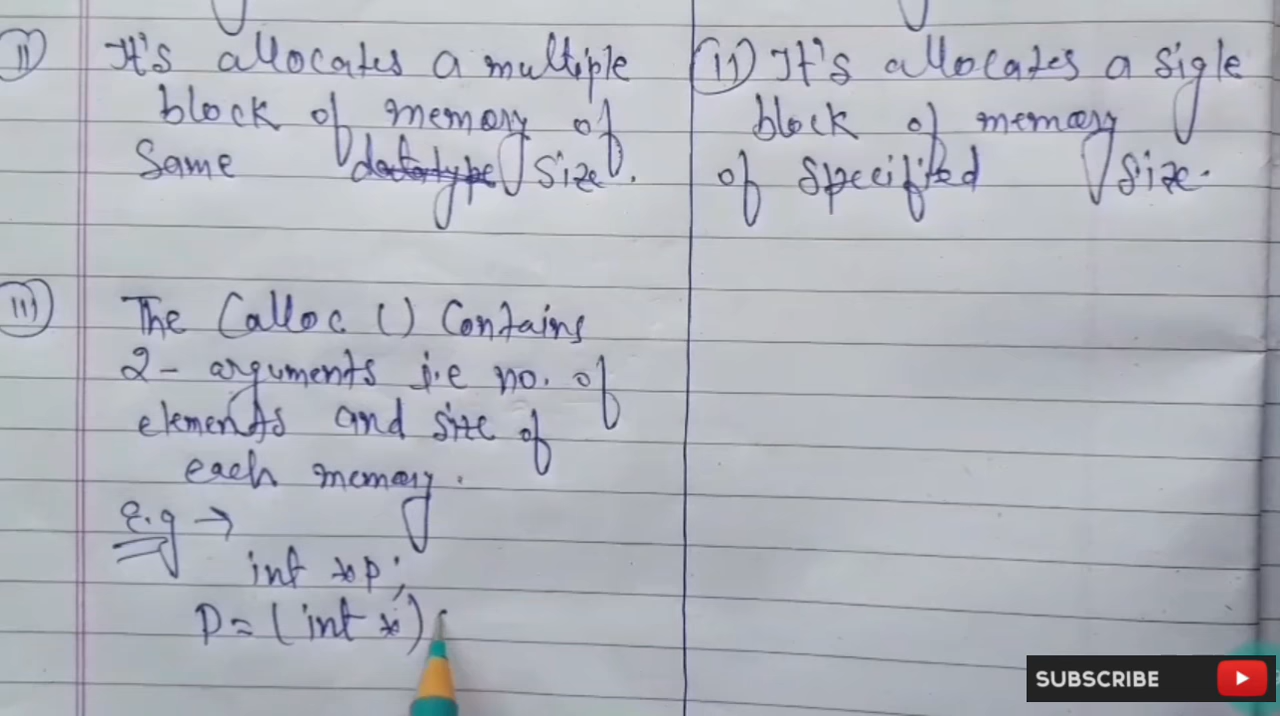 II) It's allocates a multiple
block of memory of
Same datatype Size.
(II) It's allocates a Sigle
block of memory
of Specified Size.
III) The Calloc () Contains
2- arguments i.e no. of
elements and size of
each memory.
E.g →
int *p;
P = (int *)
SUBSCRIBE